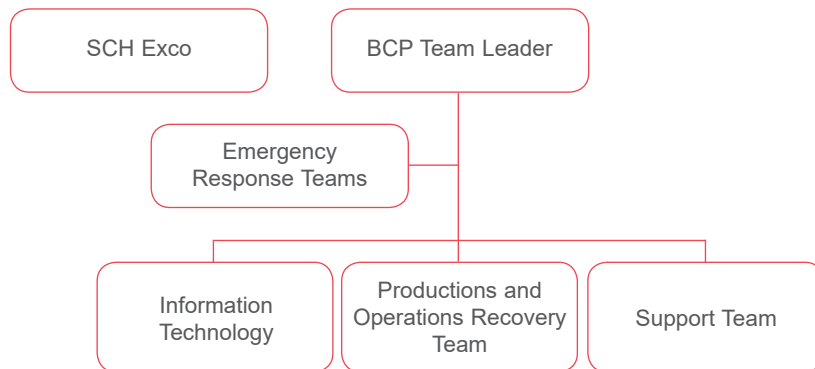 SCH Exco
BCP Team Leader
Emergency
Response Teams
Information
Technology
Productions and
Operations Recovery
Team
Support Team